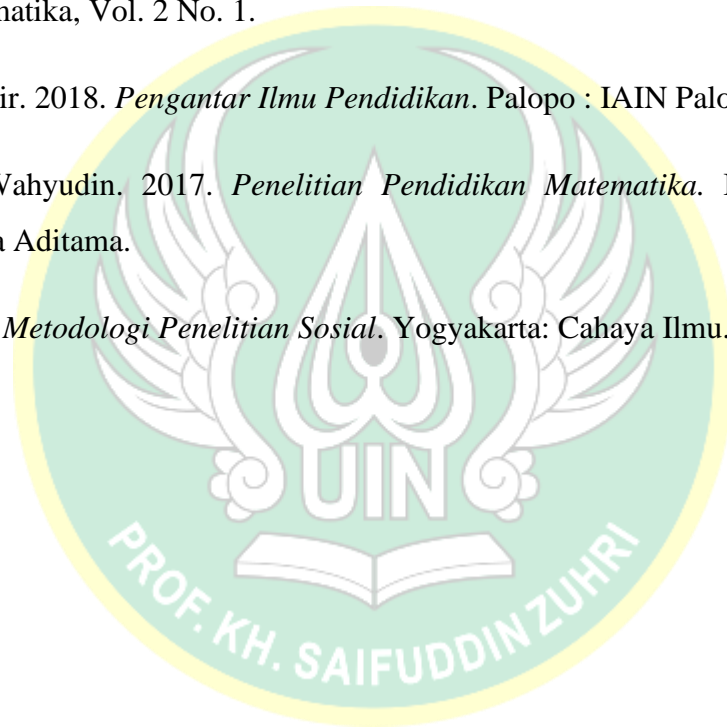 matika, Vol. 2 No. 1.
ir. 2018. Pengantar Ilmu Pendidikan. Palopo : IAIN Palo
Wahyudin. 2017. Penelitian Pendidikan Matematika.
a Aditama.
Metodologi Penelitian Sosial. Yogyakarta: Cahaya Ilmu.
UIN
PROF. KH. SAIFUDDIN ZUHRI